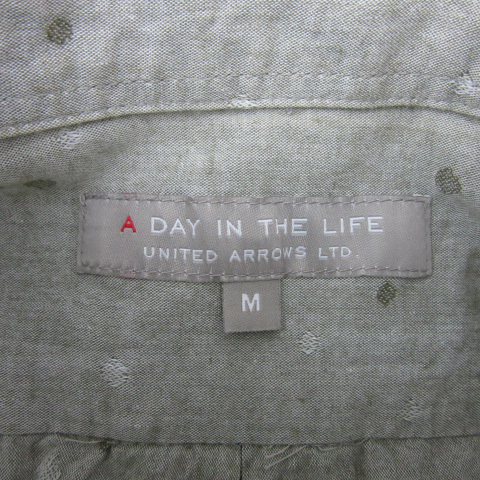 A DAY IN THE LIFE
UNITED ARROWS LTD.
M